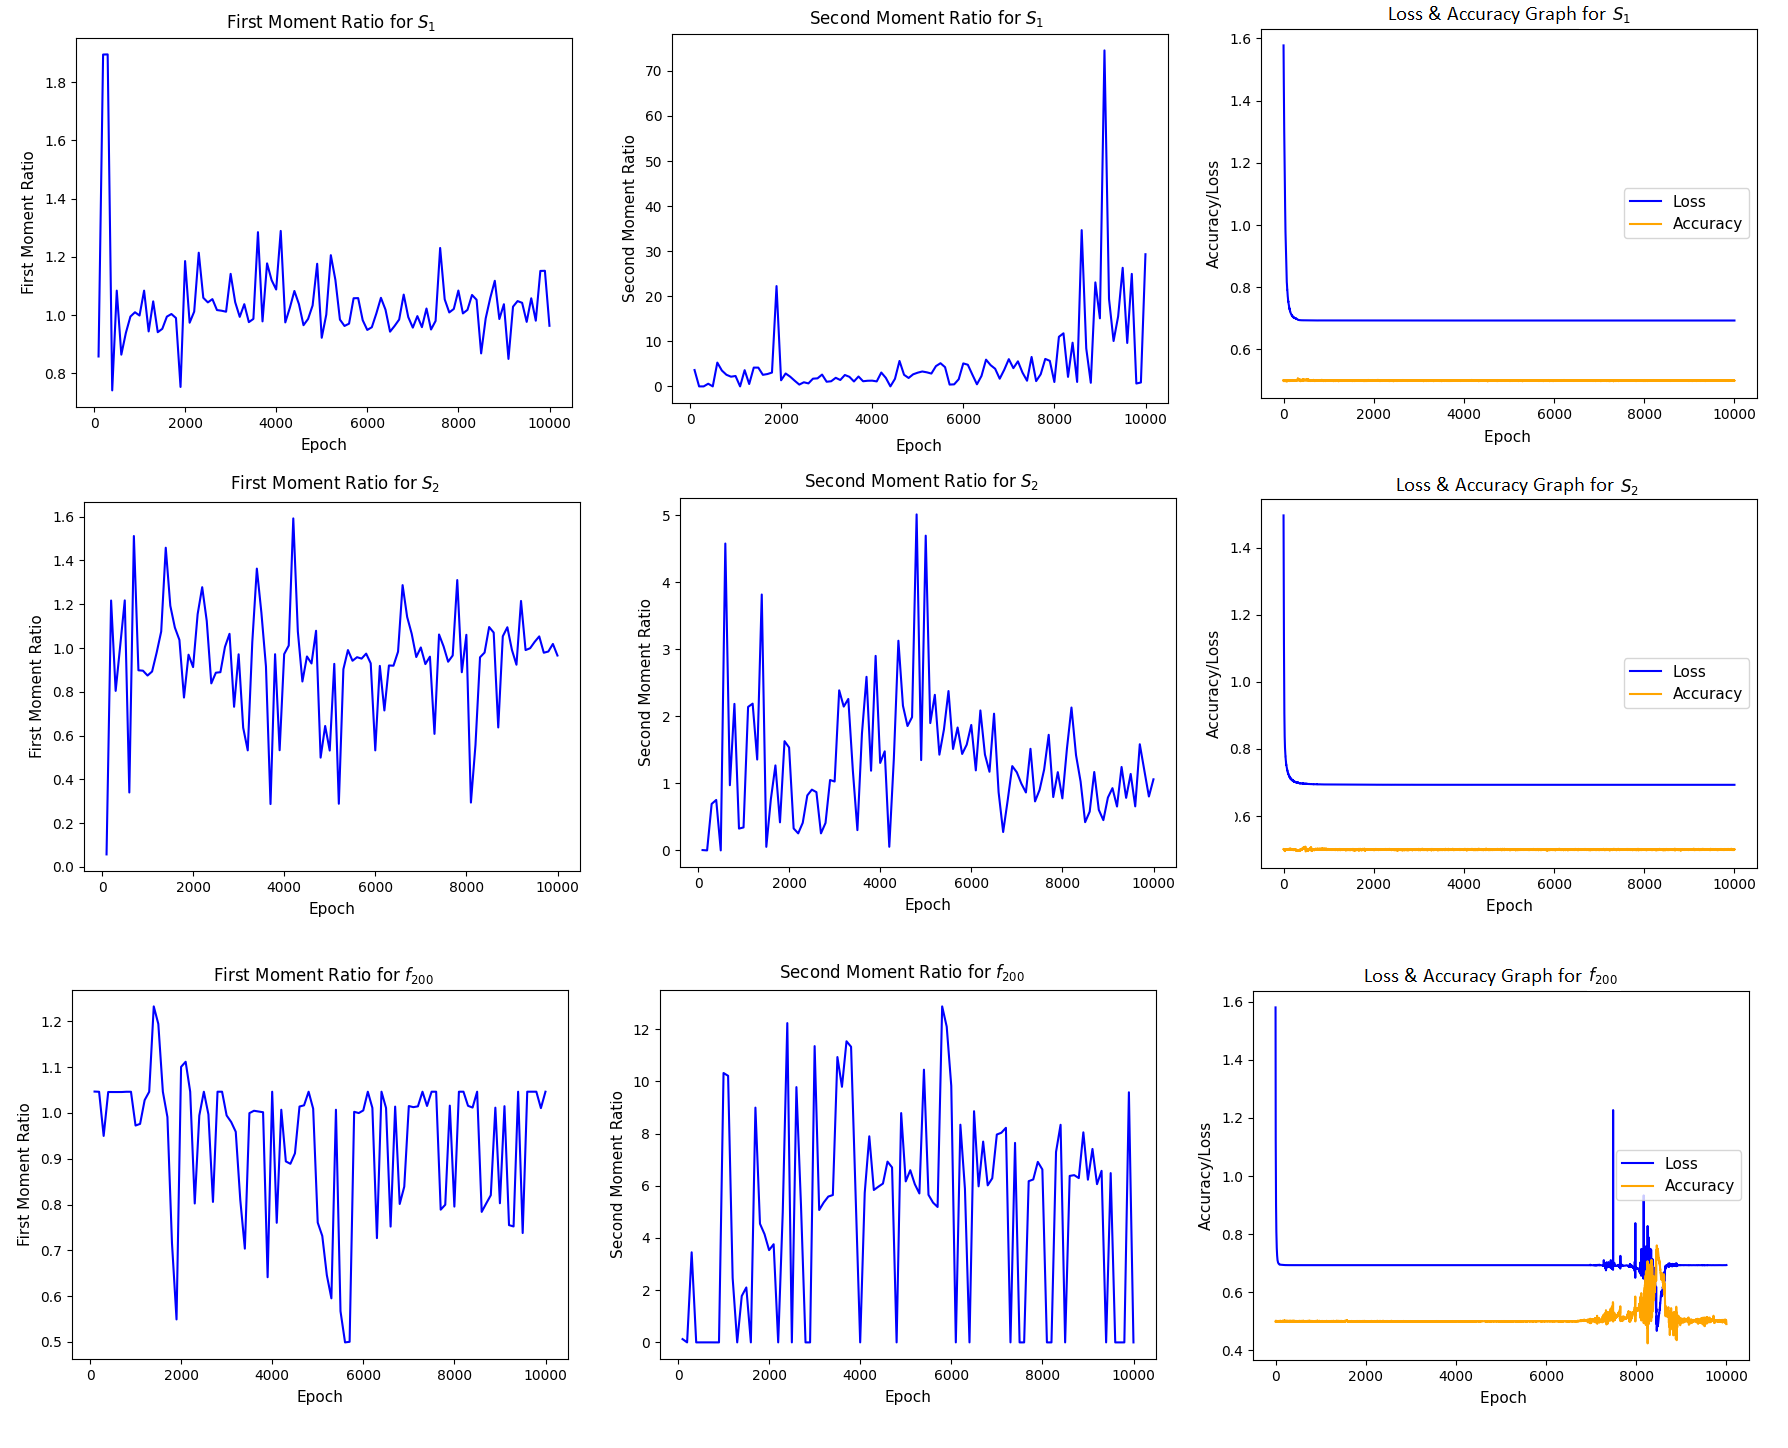 First Moment Ratio for S1
First Moment Ratio
1.8
1.6
1.4
1.2
1.0
0.8
0 2000 4000 6000 8000 10000
Epoch
Second Moment Ratio for S1
Second Moment Ratio
70
60
50
40
30
20
10
0
0 2000 4000 6000 8000 10000
Epoch
Loss & Accuracy Graph for S1
Accuracy/Loss
1.6
1.4
1.2
1.0
0.8
0.6
Loss
Accuracy
0 2000 4000 6000 8000 10000
Epoch
First Moment Ratio for S2
First Moment Ratio
1.6
1.4
1.2
1.0
0.8
0.6
0.4
0.2
0.0
0 2000 4000 6000 8000 10000
Epoch
Second Moment Ratio for S2
Second Moment Ratio
5
4
3
2
1
0
0 2000 4000 6000 8000 10000
Epoch
Loss & Accuracy Graph for S2
Accuracy/Loss
1.4
1.2
1.0
0.8
0.6
Loss
Accuracy
0 2000 4000 6000 8000 10000
Epoch
First Moment Ratio for f200
First Moment Ratio
1.2
1.1
1.0
0.9
0.8
0.7
0.6
0.5
0 2000 4000 6000 8000 10000
Epoch
Second Moment Ratio for f200
Second Moment Ratio
12
10
8
6
4
2
0
0 2000 4000 6000 8000 10000
Epoch
Loss & Accuracy Graph for f200
Accuracy/Loss
1.6
1.4
1.2
1.0
0.8
0.6
0.4
Loss
Accuracy
0 2000 4000 6000 8000 10000
Epoch